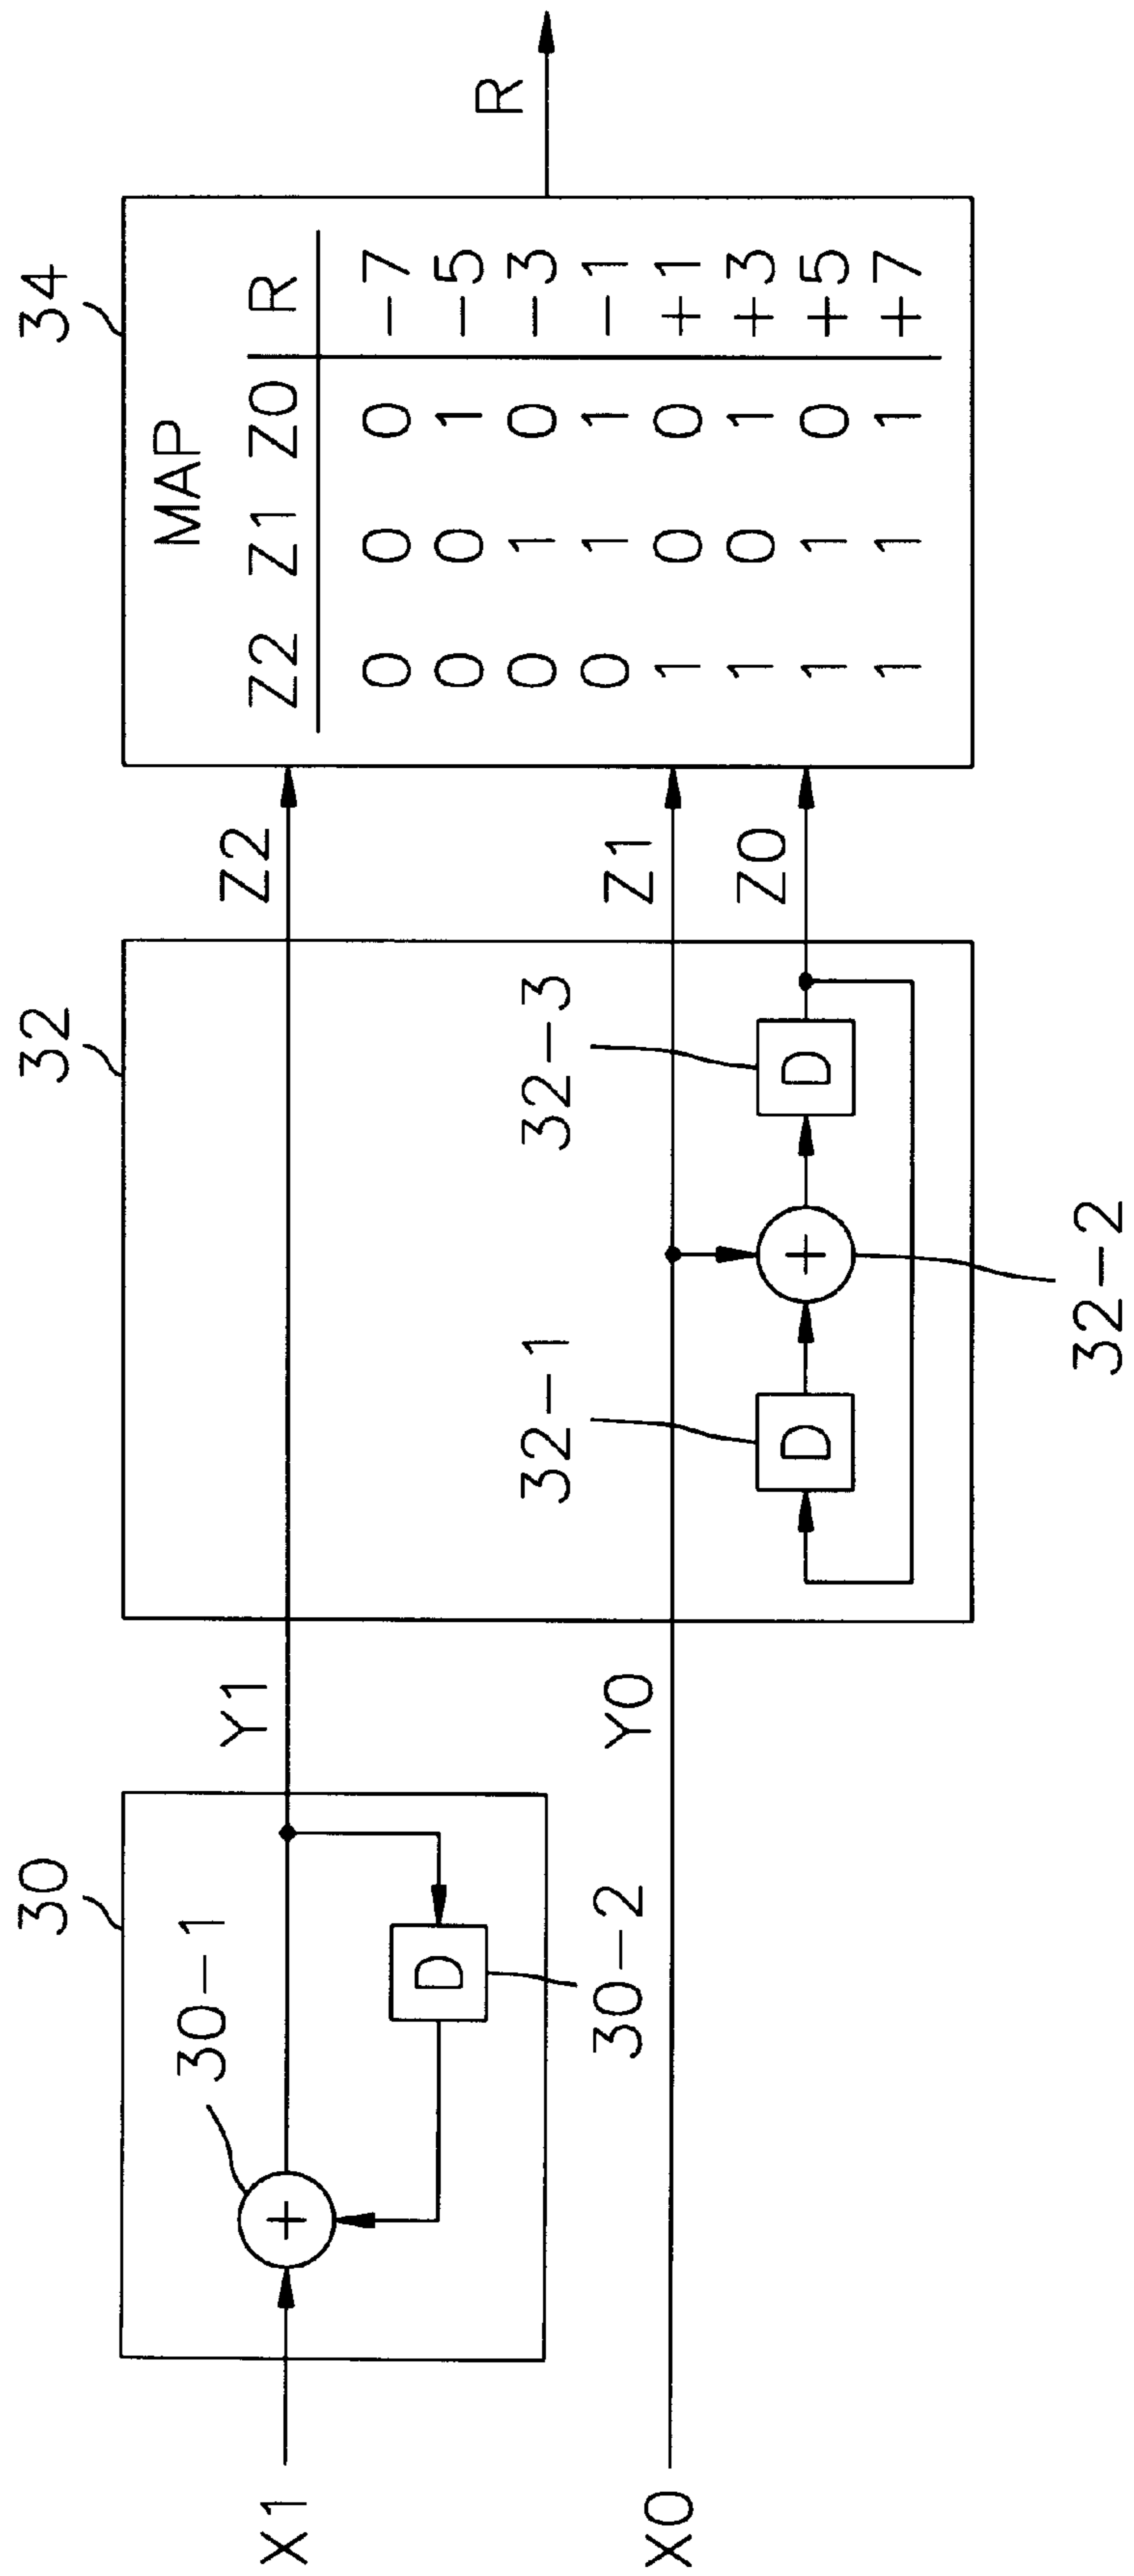 30
32
34
X1
30-1
D
30-2
Y1
X0
Y0
32-1
D
32-2
32-3
D
Z2
Z1
Z0
MAP
Z2 Z1 Z0 R
0 0 0 -7
0 0 1 -5
0 1 0 -3
0 1 1 -1
1 0 0 +1
1 0 1 +3
1 1 0 +5
1 1 1 +7
R
+
+